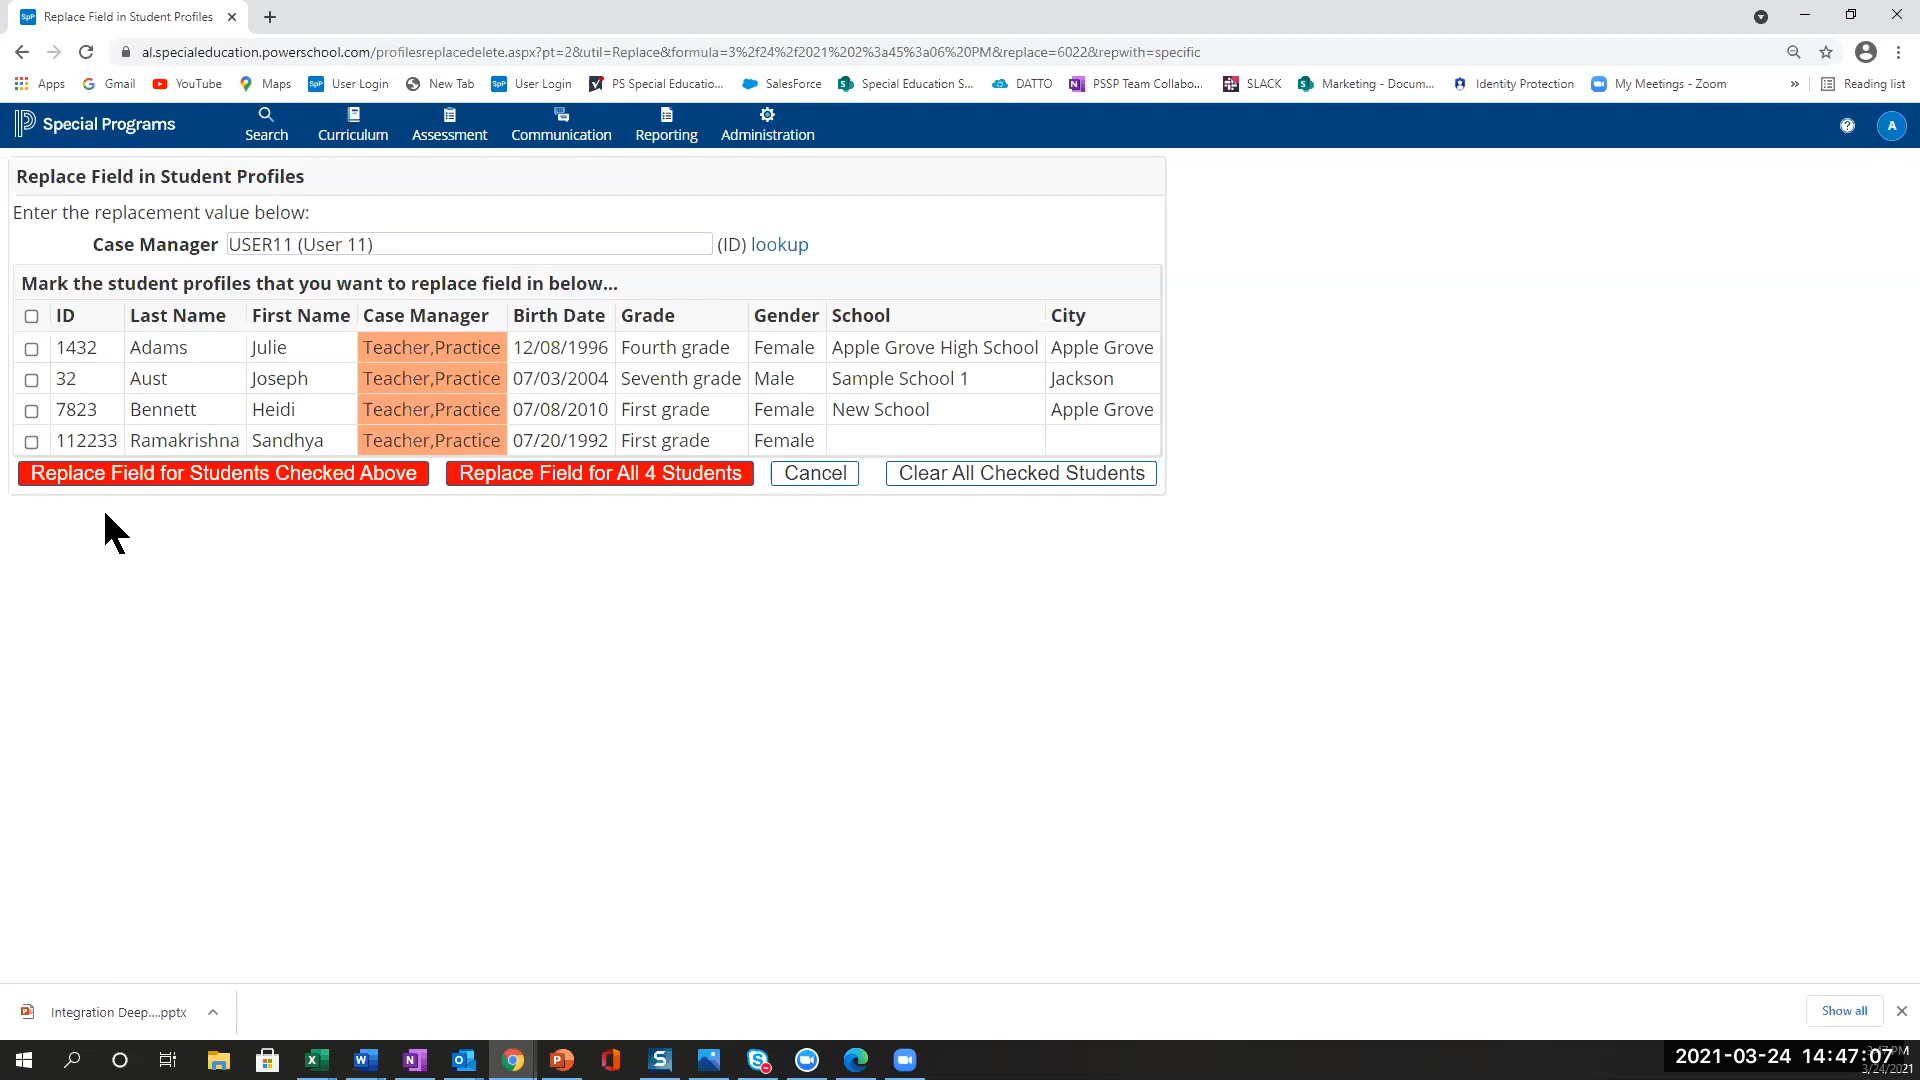 SpP Replace Field in Student Profiles
al.specialeducation.powerschool.com/profilesreplacedelete.aspx?pt=2&util=Replace&formula=3%2f24%2f2021%202%3a45%3a06%20PM&replace=6022&repwith=specific
Apps Gmail YouTube Maps SpP User Login New Tab SpP User Login PS Special Educatio... SalesForce Special Education S... DATTO PSSP Team Collabo... SLACK Marketing - Docum... Identity Protection My Meetings - Zoom » Reading list
Special Programs Search Curriculum Assessment Communication Reporting Administration ? A
Replace Field in Student Profiles
Enter the replacement value below:
Case Manager USER11 (User 11) (ID) lookup
Mark the student profiles that you want to replace field in below...
ID Last Name First Name Case Manager Birth Date Grade Gender School City
1432 Adams Julie Teacher,Practice 12/08/1996 Fourth grade Female Apple Grove High School Apple Grove
32 Aust Joseph Teacher,Practice 07/03/2004 Seventh grade Male Sample School 1 Jackson
7823 Bennett Heidi Teacher,Practice 07/08/2010 First grade Female New School Apple Grove
112233 Ramakrishna Sandhya Teacher,Practice 07/20/1992 First grade Female
Replace Field for Students Checked Above Replace Field for All 4 Students Cancel Clear All Checked Students
Integration Deep....pptx Show all
2021-03-24 14:47:07
3/24/2021